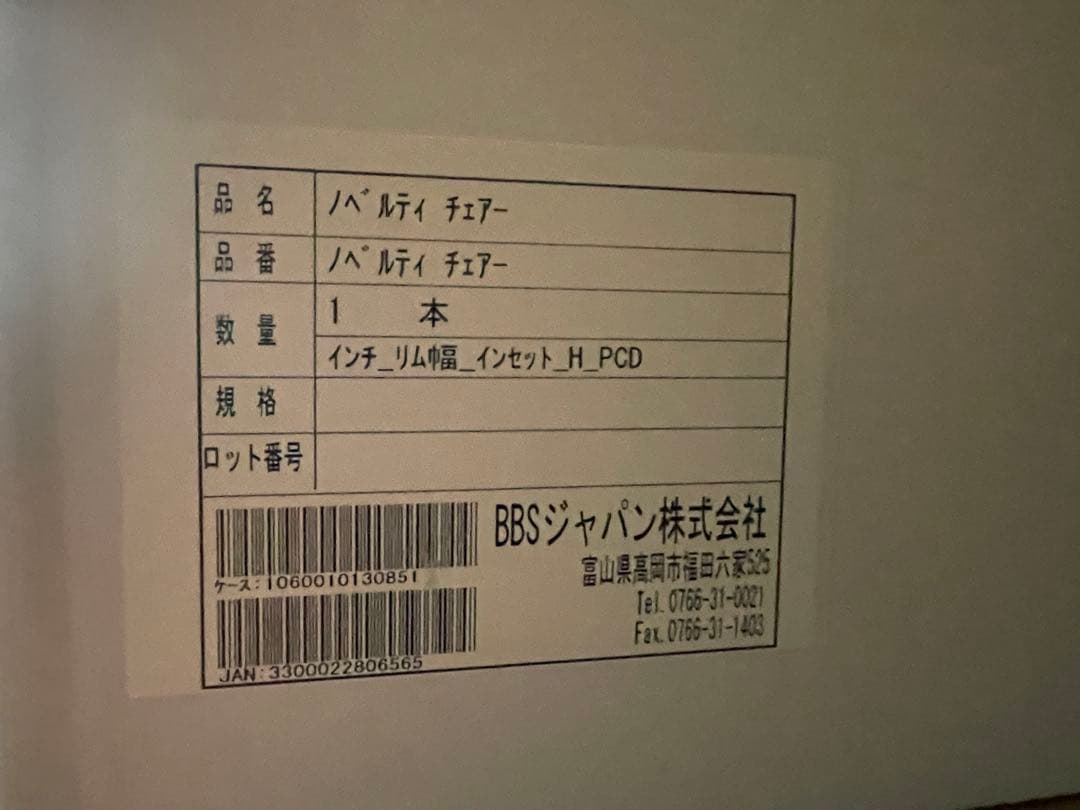 品名 ノベルティ チェアー
品番 ノベルティ チェアー
数量 1 本
インチ_リム巾畐_インセット_H_PCD
規格
ロット番号
BBSジャパン株式会社
富山県高岡市福田六家525
Tel. 0766-31-0021
Fax. 0766-31-1403
ケース:1060010130851
JAN:3300022806565